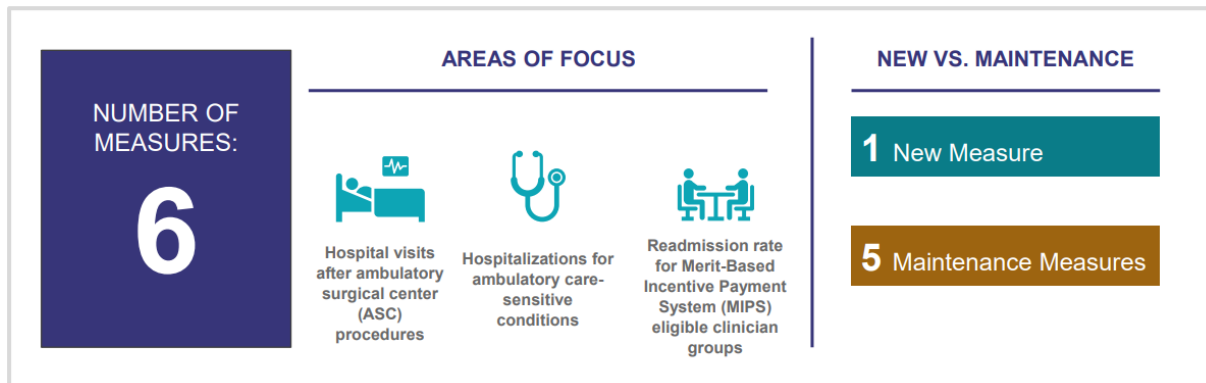 NUMBER OF
MEASURES:
6
AREAS OF FOCUS
Hospital visits
after ambulatory
surgical center
(ASC)
procedures
Hospitalizations for
ambulatory care-
sensitive
conditions
Readmission rate
for Merit-Based
Incentive Payment
System (MIPS)
eligible clinician
groups
NEW VS. MAINTENANCE
1 New Measure
5 Maintenance Measures